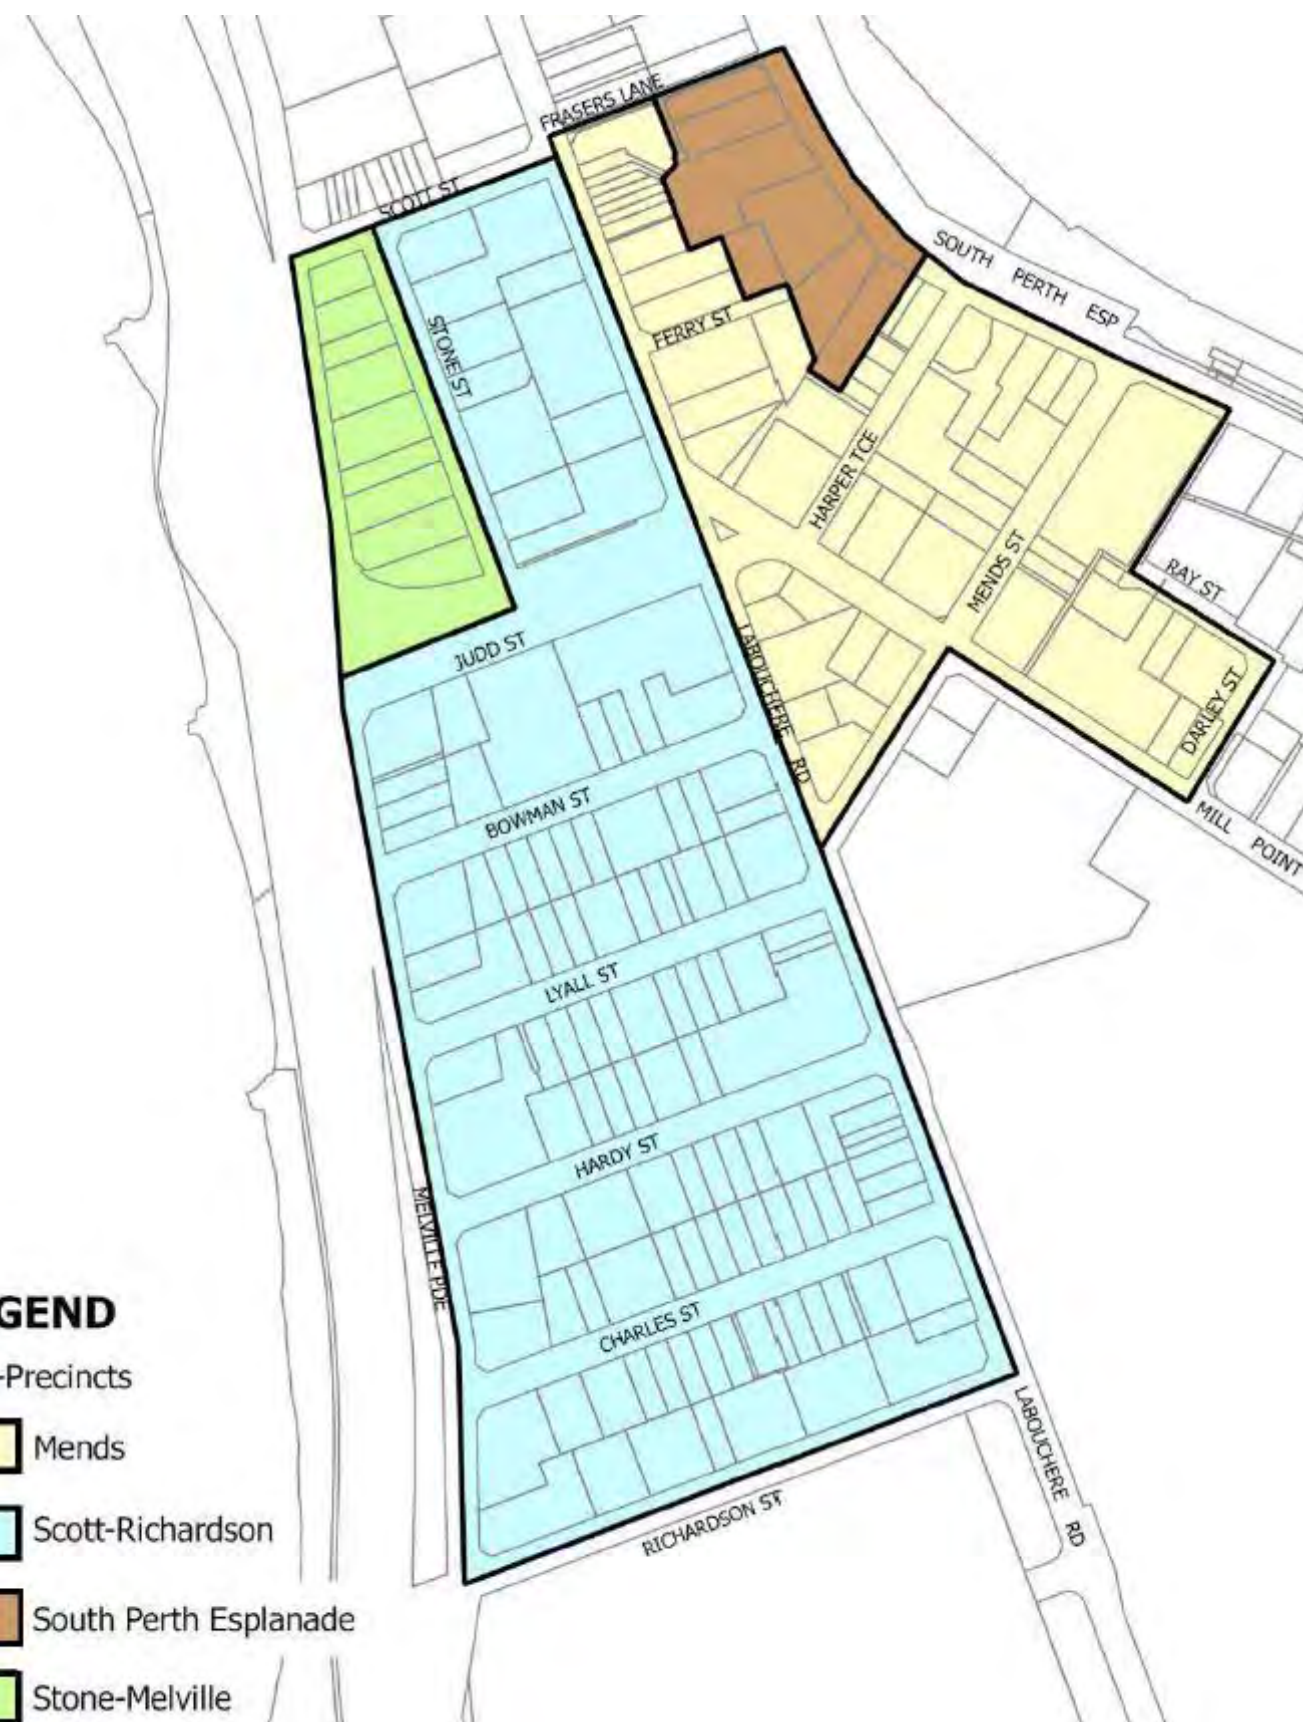 FRASERS LANE
SCOTT ST
SOUTH PERTH ESP
STONE ST
FERRY ST
HARPER TCE
MENDS ST
RAY ST
JUDD ST
LABOUCHERE RD
DARLEY ST
MILL POINT
BOWMAN ST
LYALL ST
HARDY ST
MELVILLE PDE
CHARLES ST
LABOUCHERE RD
RICHARDSON ST
GEND
-Precincts
Mends
Scott-Richardson
South Perth Esplanade
Stone-Melville